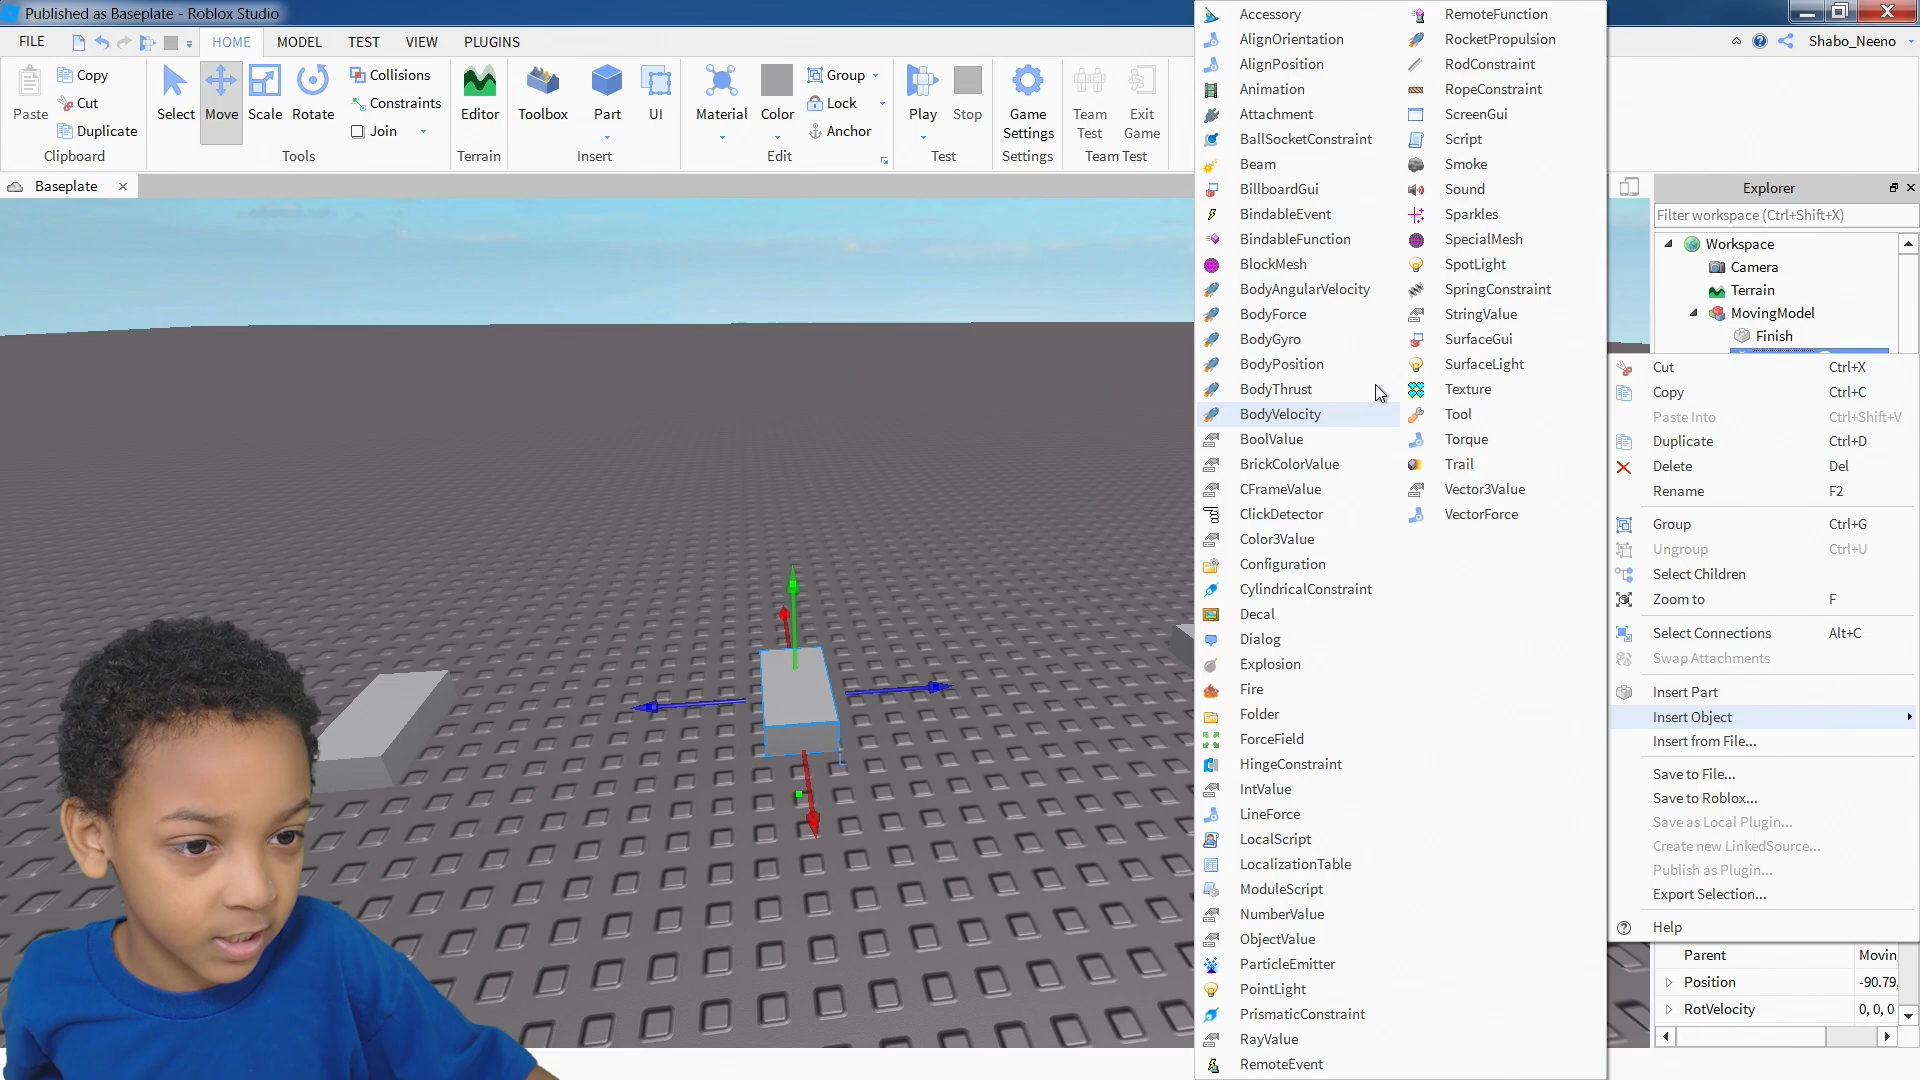 Published as Baseplate - Roblox Studio
FILE
HOME
MODEL
TEST
VIEW
PLUGINS
Shabo_Neeno
Paste
Copy
Cut
Duplicate
Clipboard
Select
Move
Scale
Rotate
Collisions
Constraints
Join
Tools
Editor
Terrain
Toolbox
Part
UI
Insert
Material
Color
Group
Lock
Anchor
Edit
Play
Stop
Test
Game
Settings
Settings
Team
Test
Exit
Game
Team Test
Baseplate
Accessory
AlignOrientation
AlignPosition
Animation
Attachment
BallSocketConstraint
Beam
BillboardGui
BindableEvent
BindableFunction
BlockMesh
BodyAngularVelocity
BodyForce
BodyGyro
BodyPosition
BodyThrust
BodyVelocity
BoolValue
BrickColorValue
CFrameValue
ClickDetector
Color3Value
Configuration
CylindricalConstraint
Decal
Dialog
Explosion
Fire
Folder
ForceField
HingeConstraint
IntValue
LineForce
LocalScript
LocalizationTable
ModuleScript
NumberValue
ObjectValue
ParticleEmitter
PointLight
PrismaticConstraint
RayValue
RemoteEvent
RemoteFunction
RocketPropulsion
RodConstraint
RopeConstraint
ScreenGui
Script
Smoke
Sound
Sparkles
SpecialMesh
SpotLight
SpringConstraint
StringValue
SurfaceGui
SurfaceLight
Texture
Tool
Torque
Trail
Vector3Value
VectorForce
Explorer
Filter workspace (Ctrl+Shift+X)
Workspace
Camera
Terrain
MovingModel
Finish
Cut Ctrl+X
Copy Ctrl+C
Paste Into Ctrl+Shift+V
Duplicate Ctrl+D
Delete Del
Rename F2
Group Ctrl+G
Ungroup Ctrl+U
Select Children
Zoom to F
Select Connections Alt+C
Swap Attachments
Insert Part
Insert Object
Insert from File...
Save to File...
Save to Roblox...
Save as Local Plugin...
Create new LinkedSource...
Publish as Plugin...
Export Selection...
Help
Parent Movin
Position -90.79,
RotVelocity 0, 0, 0